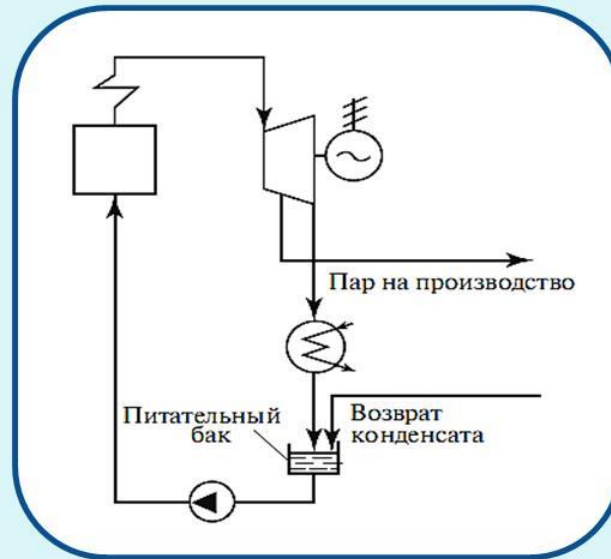 Пар на производство
Питательный
бак
Возврат
конденсата